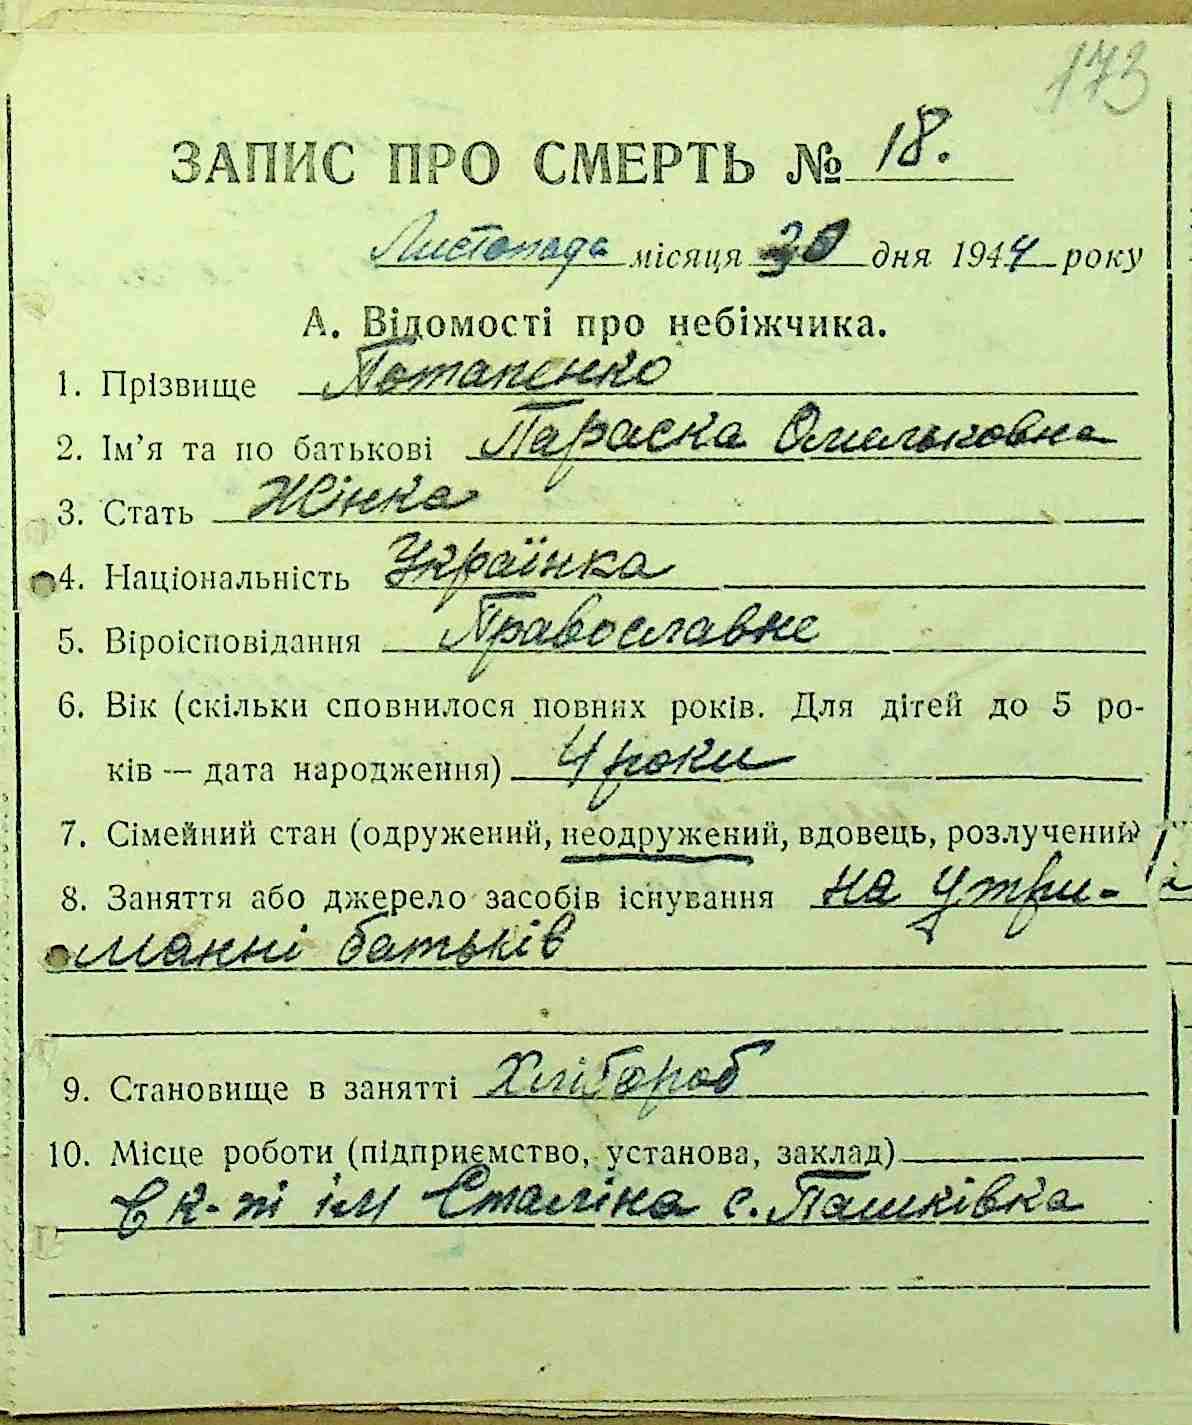 173
ЗАПИС ПРО СМЕРТЬ № 18.
Листопада місяця 30 дня 1944 року
А. Відомості про небіжчика.
1. Прізвище Потапенко
2. Ім’я та по батькові Параска Омельковна
3. Стать Жінка
4. Національність Українка
5. Віроісповідання Православне
6. Вік (скільки сповнилося повних років. Для дітей до 5 ро-
ків — дата народження) 4 роки
7. Сімейний стан (одружений, неодружений, вдовець, розлучений)
8. Заняття або джерело засобів існування на утри-
манні батьків
9. Становище в занятті Хлібороб
10. Місце роботи (підприємство, установа, заклад)
В к-пі ім Сталіна с. Пашківка